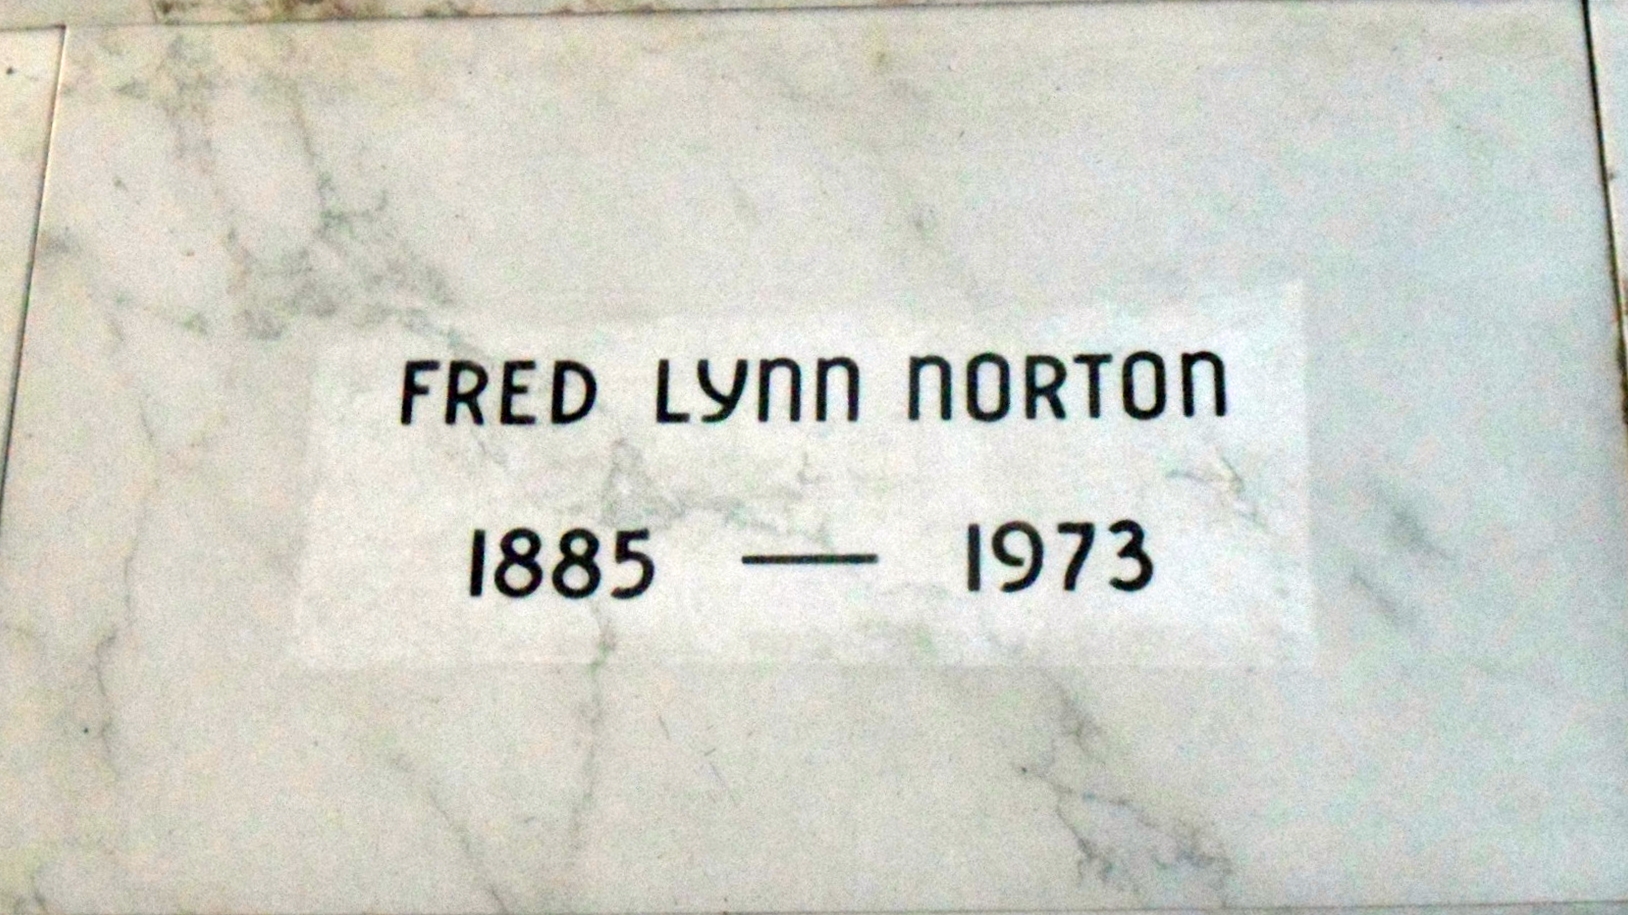 FRED LYNN NORTON
1885 — 1973